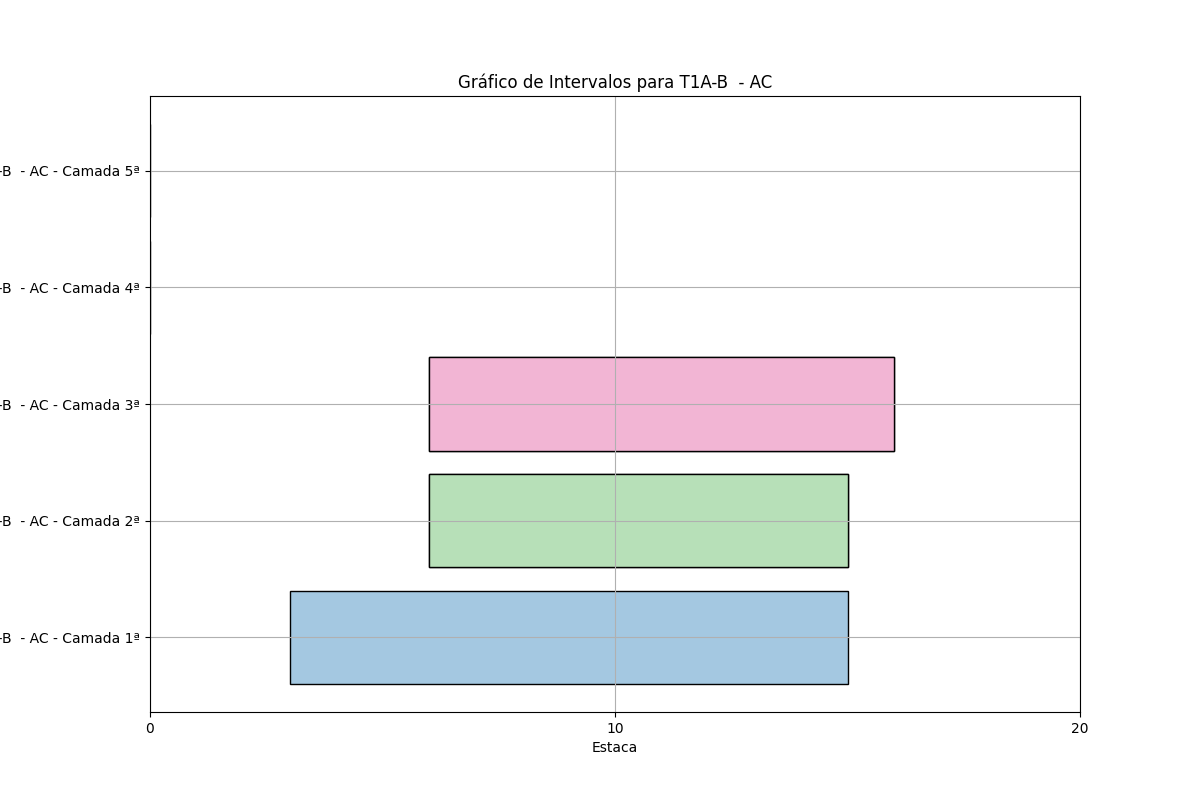 Gráfico de Intervalos para T1A-B  - AC
-B  - AC - Camada 5ª
-B  - AC - Camada 4ª
-B  - AC - Camada 3ª
-B  - AC - Camada 2ª
-B  - AC - Camada 1ª
0 10 20
Estaca